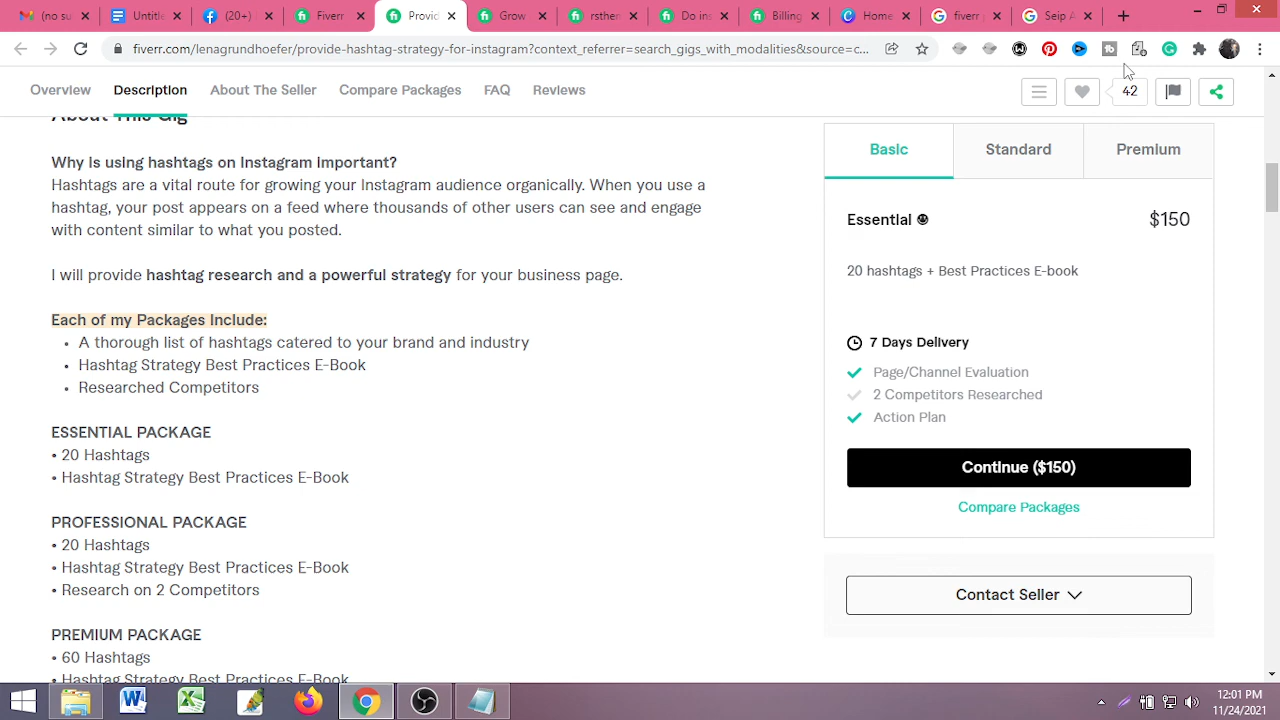 (no su
Untitle
(20+)
Fiverr
Provid
Grow
rsthem
Do ins
Billing
Home
fiverr
Seip A
fiverr.com/lenagrundhoefer/provide-hashtag-strategy-for-instagram?context_referrer=search_gigs_with_modalities&source=c...
Overview
Description
About The Seller
Compare Packages
FAQ
Reviews
42
About This Gig
Why is using hashtags on Instagram important?
Hashtags are a vital route for growing your Instagram audience organically. When you use a
hashtag, your post appears on a feed where thousands of other users can see and engage
with content similar to what you posted.
I will provide hashtag research and a powerful strategy for your business page.
Each of my Packages Include:
• A thorough list of hashtags catered to your brand and industry
• Hashtag Strategy Best Practices E-Book
• Researched Competitors
ESSENTIAL PACKAGE
• 20 Hashtags
• Hashtag Strategy Best Practices E-Book
PROFESSIONAL PACKAGE
• 20 Hashtags
• Hashtag Strategy Best Practices E-Book
• Research on 2 Competitors
PREMIUM PACKAGE
• 60 Hashtags
• Hashtag Strategy Best Practices E-Book
Basic
Standard
Premium
Essential
$150
20 hashtags + Best Practices E-book
7 Days Delivery
Page/Channel Evaluation
2 Competitors Researched
Action Plan
Continue ($150)
Compare Packages
Contact Seller
12:01 PM
11/24/2021